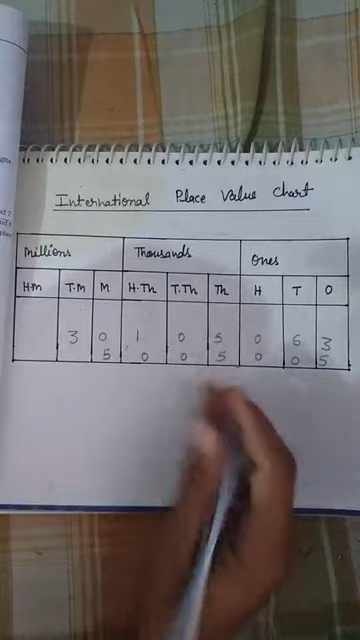 International Place Value Chart
Millions Thousands Ones
H.M T.M M H.Th T.Th Th H T O
3 0 1 0 5 0 6 3
5 0 0 5 0 0 5